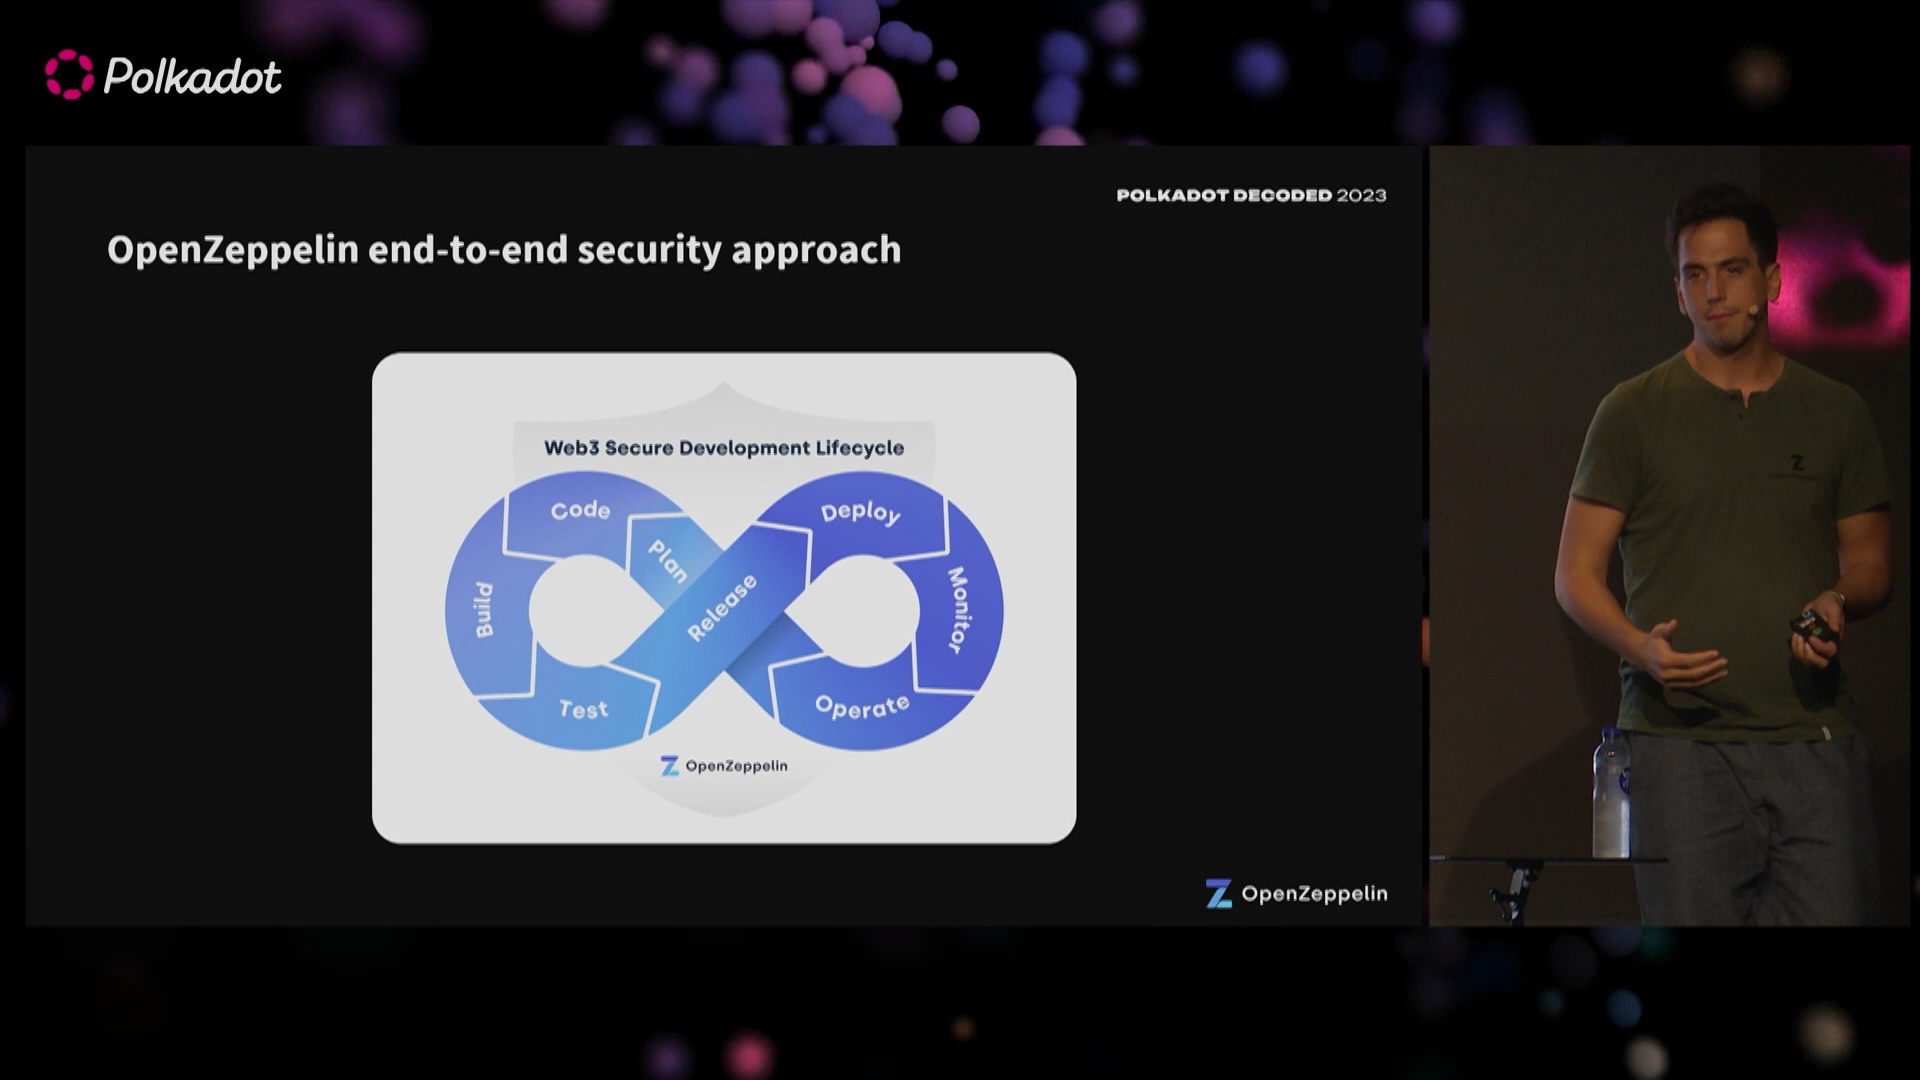 Polkadot
POLKADOT DECODED 2023
OpenZeppelin end-to-end security approach
Web3 Secure Development Lifecycle
Code
Plan
Build
Test
Release
Deploy
Monitor
Operate
OpenZeppelin
OpenZeppelin